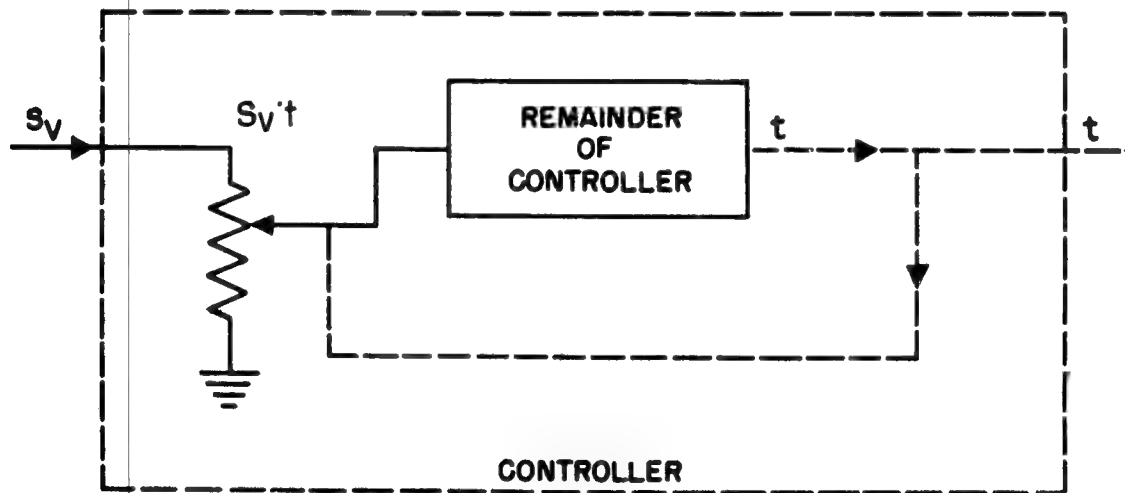 Sv
Sv·t
REMAINDER
OF
CONTROLLER
t
t
CONTROLLER